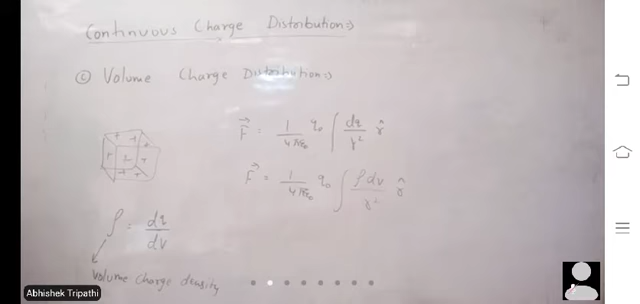 Continuous Charge Distribution :⇒
© Volume Charge Distribution :⇒
+ + + + + + + +
F⃗ = 1/4πε₀ q₀ ∫ dq/r² r̂
F⃗ = 1/4πε₀ q₀ ∫ ρdv/r² r̂
ρ = dq/dv
Volume charge density
Abhishek Tripathi